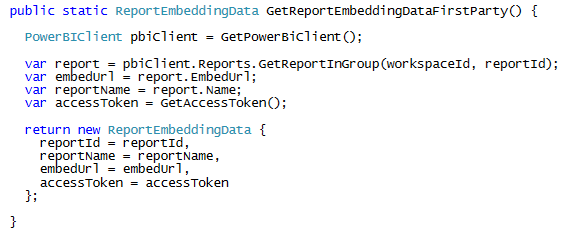 public static ReportEmbeddingData GetReportEmbeddingDataFirstParty() {
PowerBIClient pbiClient = GetPowerBiClient();
var report = pbiClient.Reports.GetReportInGroup(workspaceId, reportId);
var embedUrl = report.EmbedUrl;
var reportName = report.Name;
var accessToken = GetAccessToken();
return new ReportEmbeddingData {
reportId = reportId,
reportName = reportName,
embedUrl = embedUrl,
accessToken = accessToken
};
}